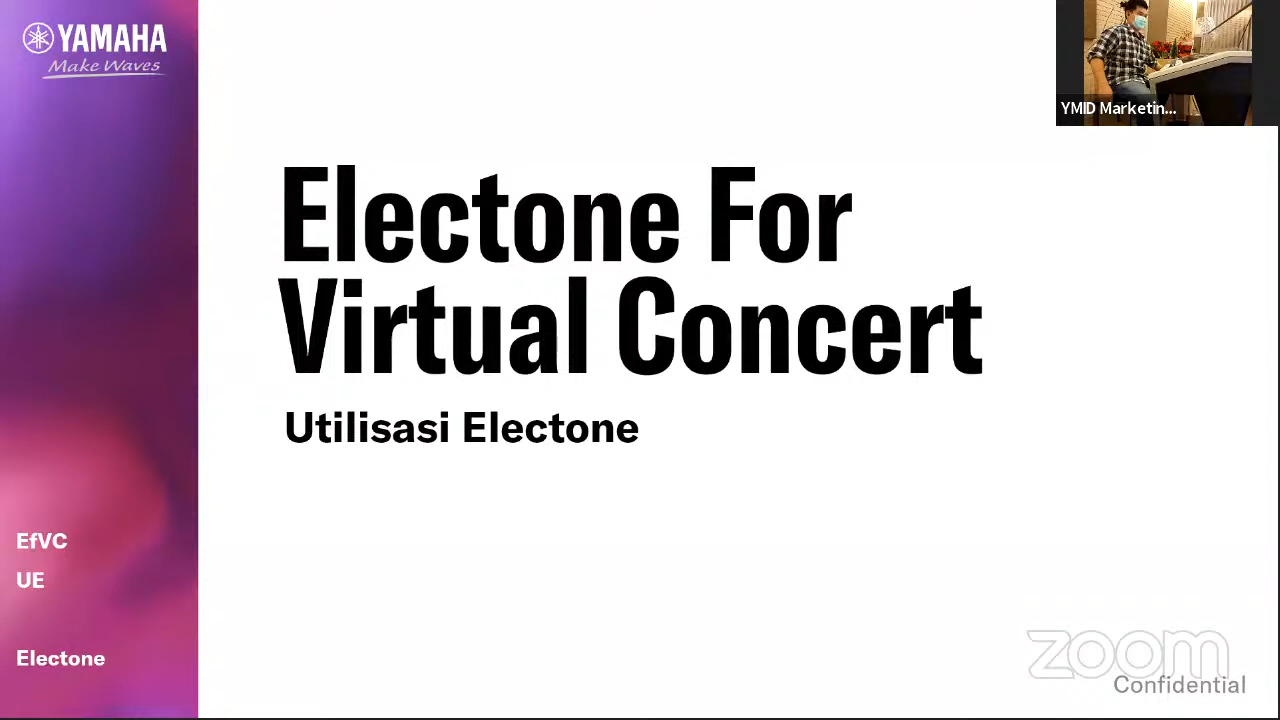 YAMAHA
Make Waves
YMID Marketin...
Electone For
Virtual Concert
Utilisasi Electone
EfVC
UE
Electone
zoom
Confidential